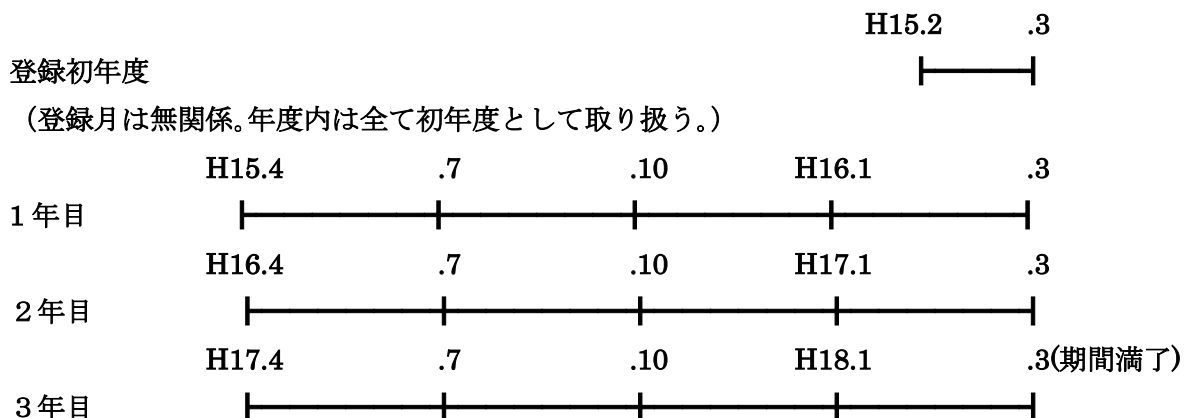 H15.2 .3
登録初年度
(登録月は無関係。年度内は全て初年度として取り扱う。)
H15.4 .7 .10 H16.1 .3
1年目
H16.4 .7 .10 H17.1 .3
2年目
H17.4 .7 .10 H18.1 .3(期間満了)
3年目